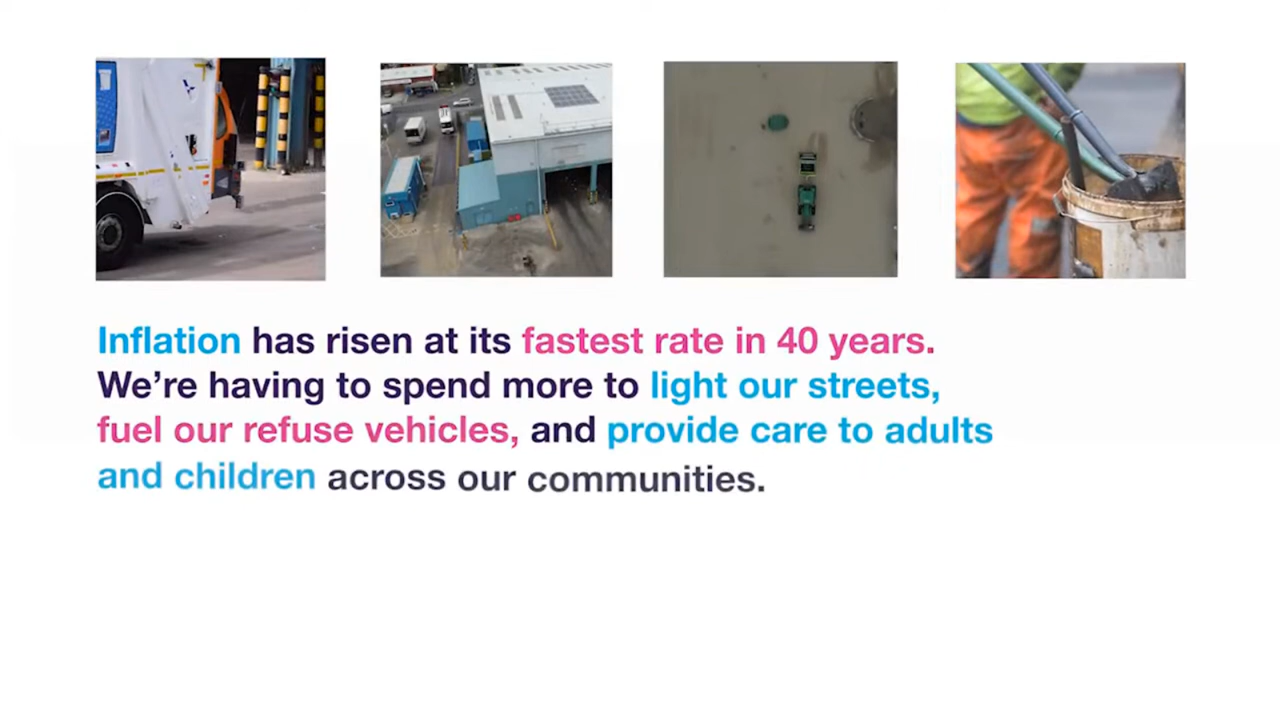 Inflation has risen at its fastest rate in 40 years.
We’re having to spend more to light our streets,
fuel our refuse vehicles, and provide care to adults
and children across our communities.